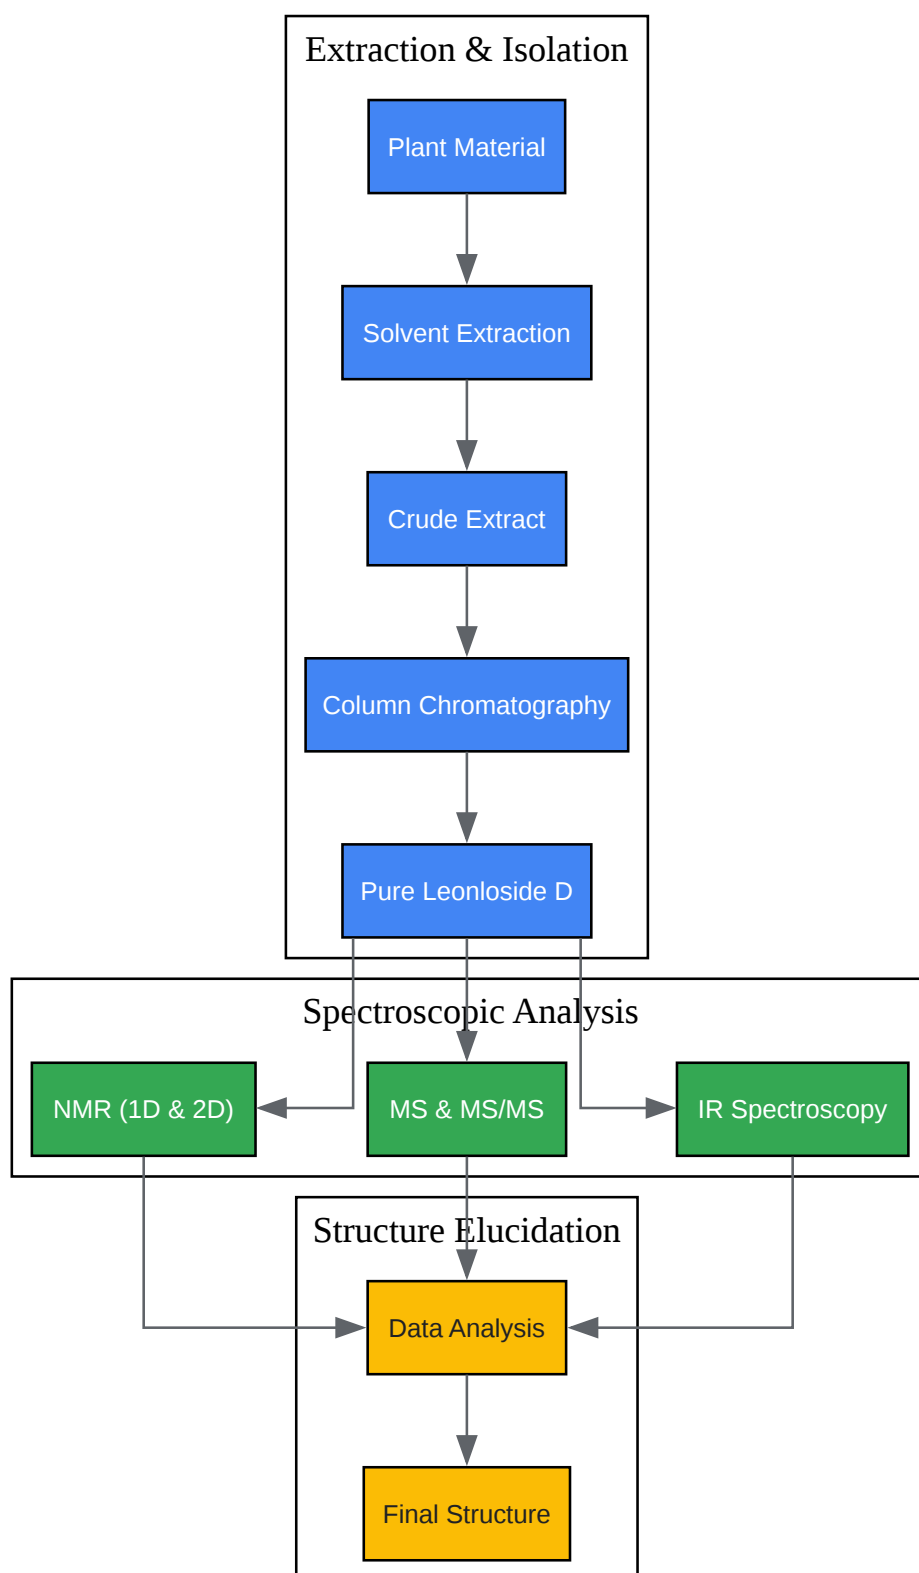 Extraction & Isolation
Plant Material
Solvent Extraction
Crude Extract
Column Chromatography
Pure Leonloside D
Spectroscopic Analysis
NMR (1D & 2D)
MS & MS/MS
IR Spectroscopy
Structure Elucidation
Data Analysis
Final Structure